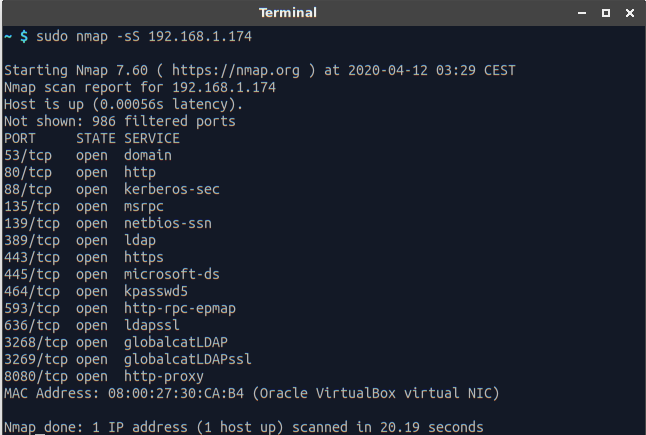 Terminal
~ $ sudo nmap -sS 192.168.1.174
Starting Nmap 7.60 ( https://nmap.org ) at 2020-04-12 03:29 CEST
Nmap scan report for 192.168.1.174
Host is up (0.00056s latency).
Not shown: 986 filtered ports
PORT     STATE SERVICE
53/tcp   open  domain
80/tcp   open  http
88/tcp   open  kerberos-sec
135/tcp  open  msrpc
139/tcp  open  netbios-ssn
389/tcp  open  ldap
443/tcp  open  https
445/tcp  open  microsoft-ds
464/tcp  open  kpasswd5
593/tcp  open  http-rpc-epmap
636/tcp  open  ldapssl
3268/tcp open  globalcatLDAP
3269/tcp open  globalcatLDAPssl
8080/tcp open  http-proxy
MAC Address: 08:00:27:30:CA:B4 (Oracle VirtualBox virtual NIC)
Nmap done: 1 IP address (1 host up) scanned in 20.19 seconds